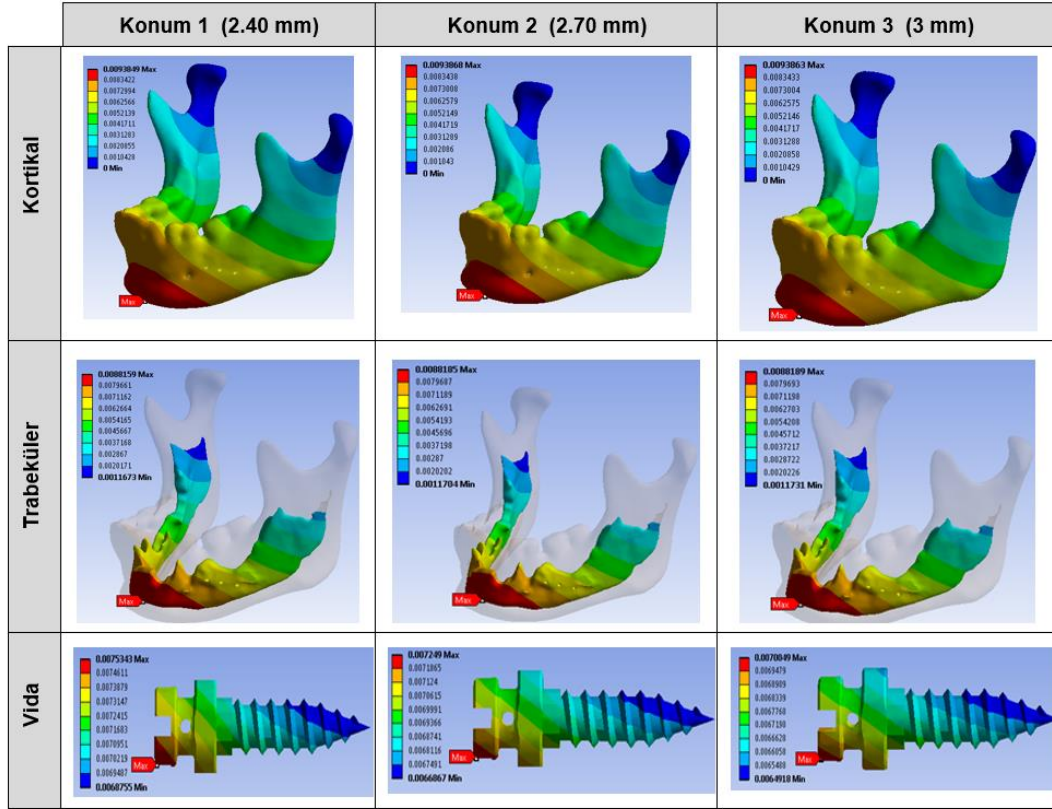 Konum 1 (2.40 mm)
Konum 2 (2.70 mm)
Konum 3 (3 mm)
Kortikal
0.0093849 Max
0.0083422
0.0072994
0.0062566
0.0052139
0.0041711
0.0031283
0.0020855
0.0010428
0 Min
Max
0.0093868 Max
0.0083438
0.0073008
0.0062579
0.0052149
0.0041719
0.0031289
0.002086
0.001043
0 Min
Max
0.0093863 Max
0.0083433
0.0073004
0.0062575
0.0052146
0.0041717
0.0031288
0.0020858
0.0010429
0 Min
Max
Trabeküler
0.0088159 Max
0.0079661
0.0071162
0.0062664
0.0054165
0.0045667
0.0037168
0.002867
0.0020171
0.0011673 Min
Max
0.0088185 Max
0.0079687
0.0071189
0.0062691
0.0054193
0.0045696
0.0037198
0.00287
0.0020202
0.0011704 Min
Max
0.0088189 Max
0.0079693
0.0071198
0.0062703
0.0054208
0.0045712
0.0037217
0.0028722
0.0020226
0.0011731 Min
Max
Vida
0.0075343 Max
0.0074611
0.0073879
0.0073147
0.0072415
0.0071683
0.0070951
0.0070219
0.0069487
0.0068755 Min
Max
0.007249 Max
0.0071865
0.007124
0.0070615
0.0069991
0.0069366
0.0068741
0.0068116
0.0067491
0.0066867 Min
Max
0.0070049 Max
0.0069479
0.0068909
0.0068339
0.0067768
0.0067198
0.0066628
0.0066058
0.0065488
0.0064918 Min
Max